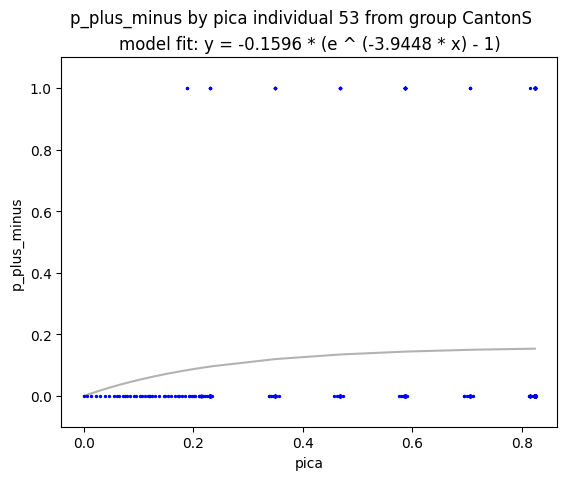 p_plus_minus by pica individual 53 from group CantonS
model fit: y = -0.1596 * (e ^ (-3.9448 * x) - 1)
1.0
0.8
0.6
0.4
0.2
0.0
p_plus_minus
0.0 0.2 0.4 0.6 0.8
pica